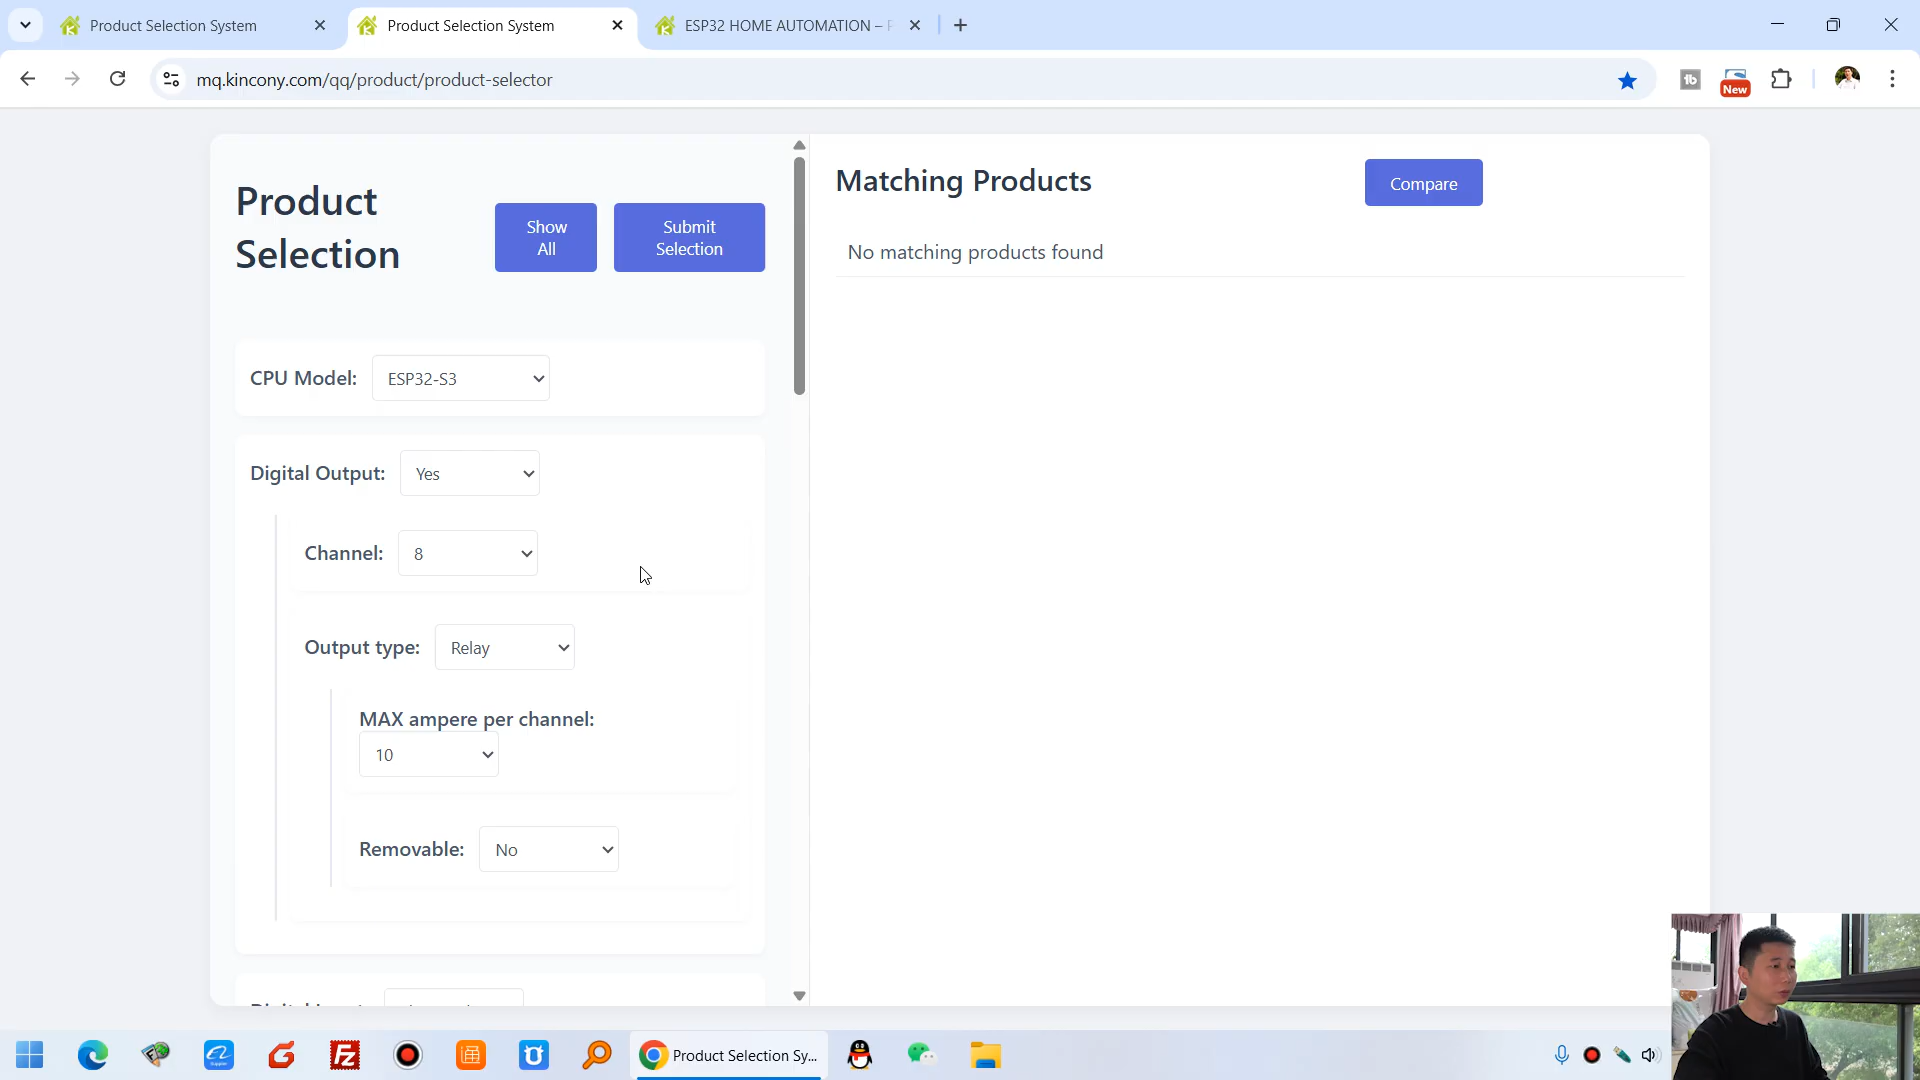 Product Selection System
Product Selection System
ESP32 HOME AUTOMATION –
mq.kincony.com/qq/product/product-selector
New
Product
Selection
Show
All
Submit
Selection
CPU Model:
ESP32-S3
Digital Output:
Yes
Channel:
8
Output type:
Relay
MAX ampere per channel:
10
Removable:
No
Matching Products
Compare
No matching products found
Product Selection Sy...